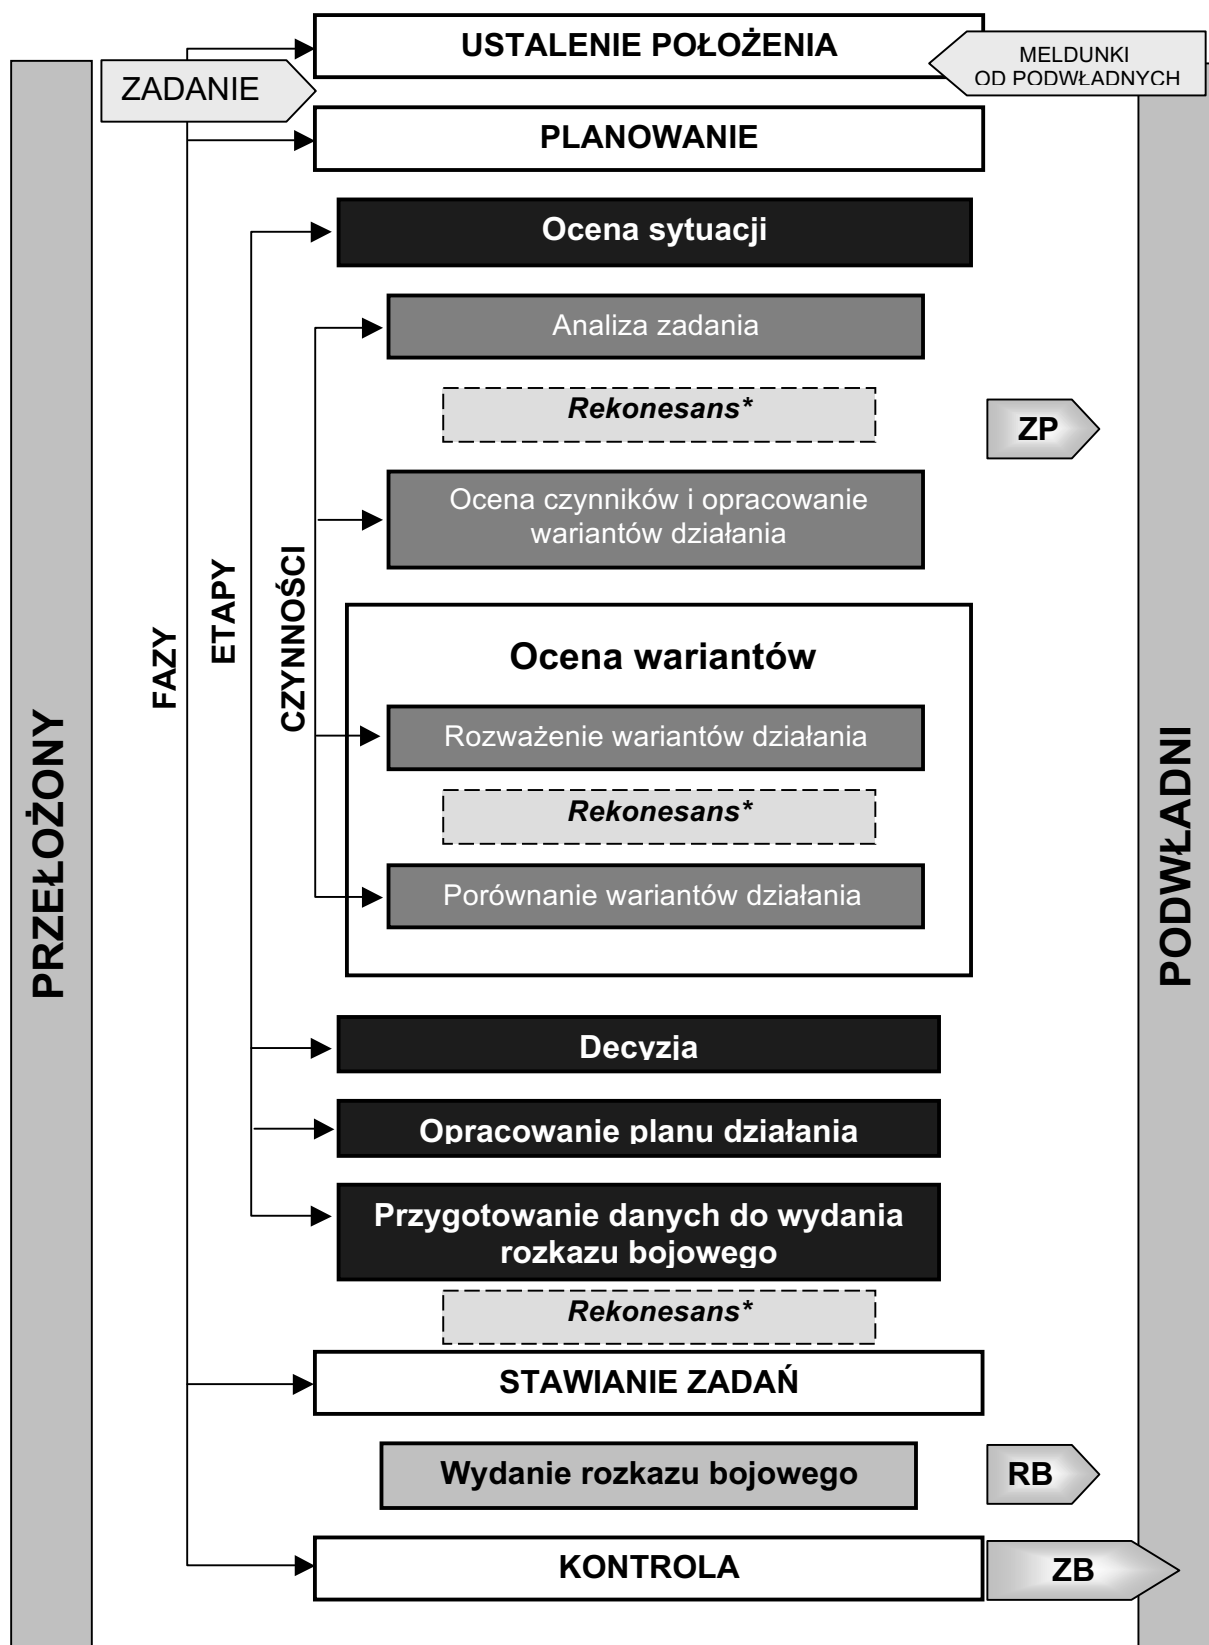 USTALENIE POŁOŻENIA
MELDUNKI
OD PODWŁADNYCH
ZADANIE
PLANOWANIE
Ocena sytuacji
Analiza zadania
Rekonesans*
ZP
Ocena czynników i opracowanie
wariantów działania
FAZY
ETAPY
CZYNNOŚCI
Ocena wariantów
Rozważenie wariantów działania
Rekonesans*
Porównanie wariantów działania
PRZEŁOŻONY
PODWŁADNI
Decyzja
Opracowanie planu działania
Przygotowanie danych do wydania
rozkazu bojowego
Rekonesans*
STAWIANIE ZADAŃ
Wydanie rozkazu bojowego
RB
KONTROLA
ZB